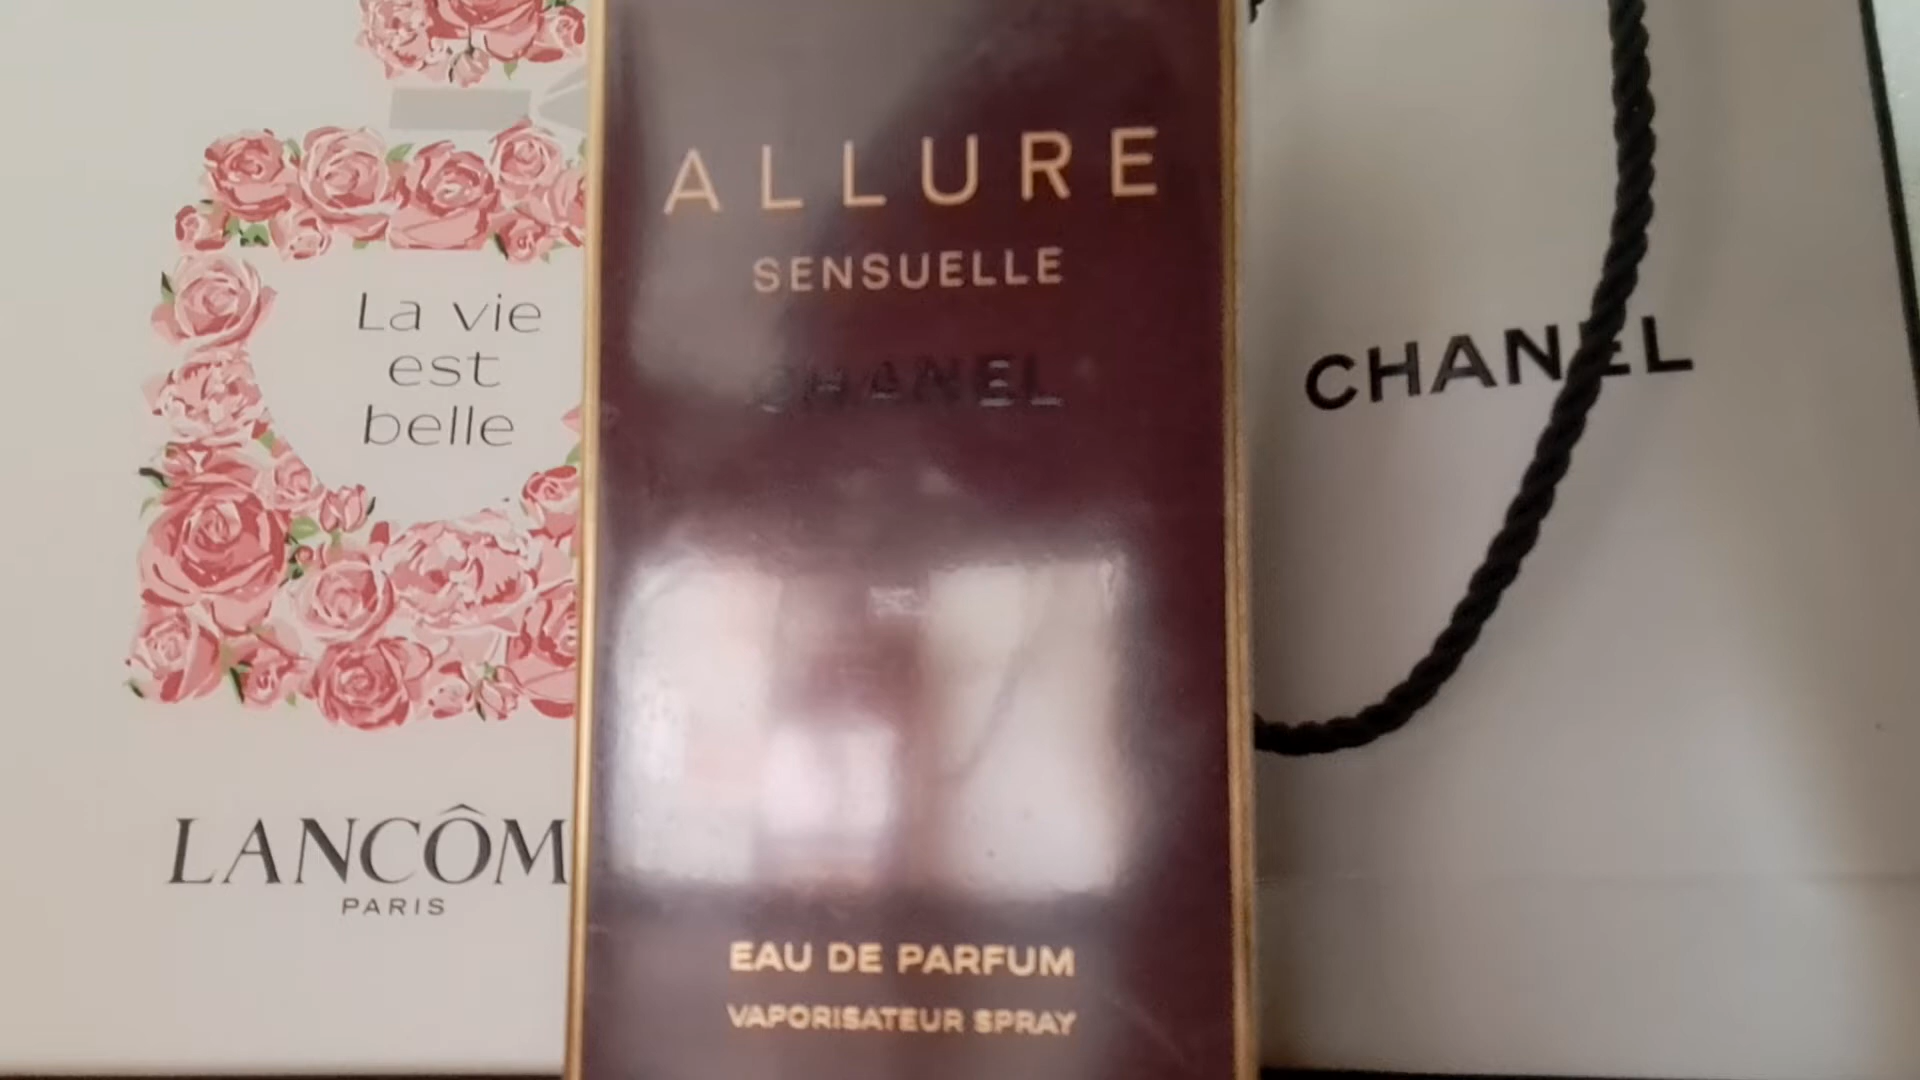 La vie
est
belle
LANCÔM
PARIS
ALLURE
SENSUELLE
CHANEL
EAU DE PARFUM
VAPORISATEUR SPRAY
CHANEL